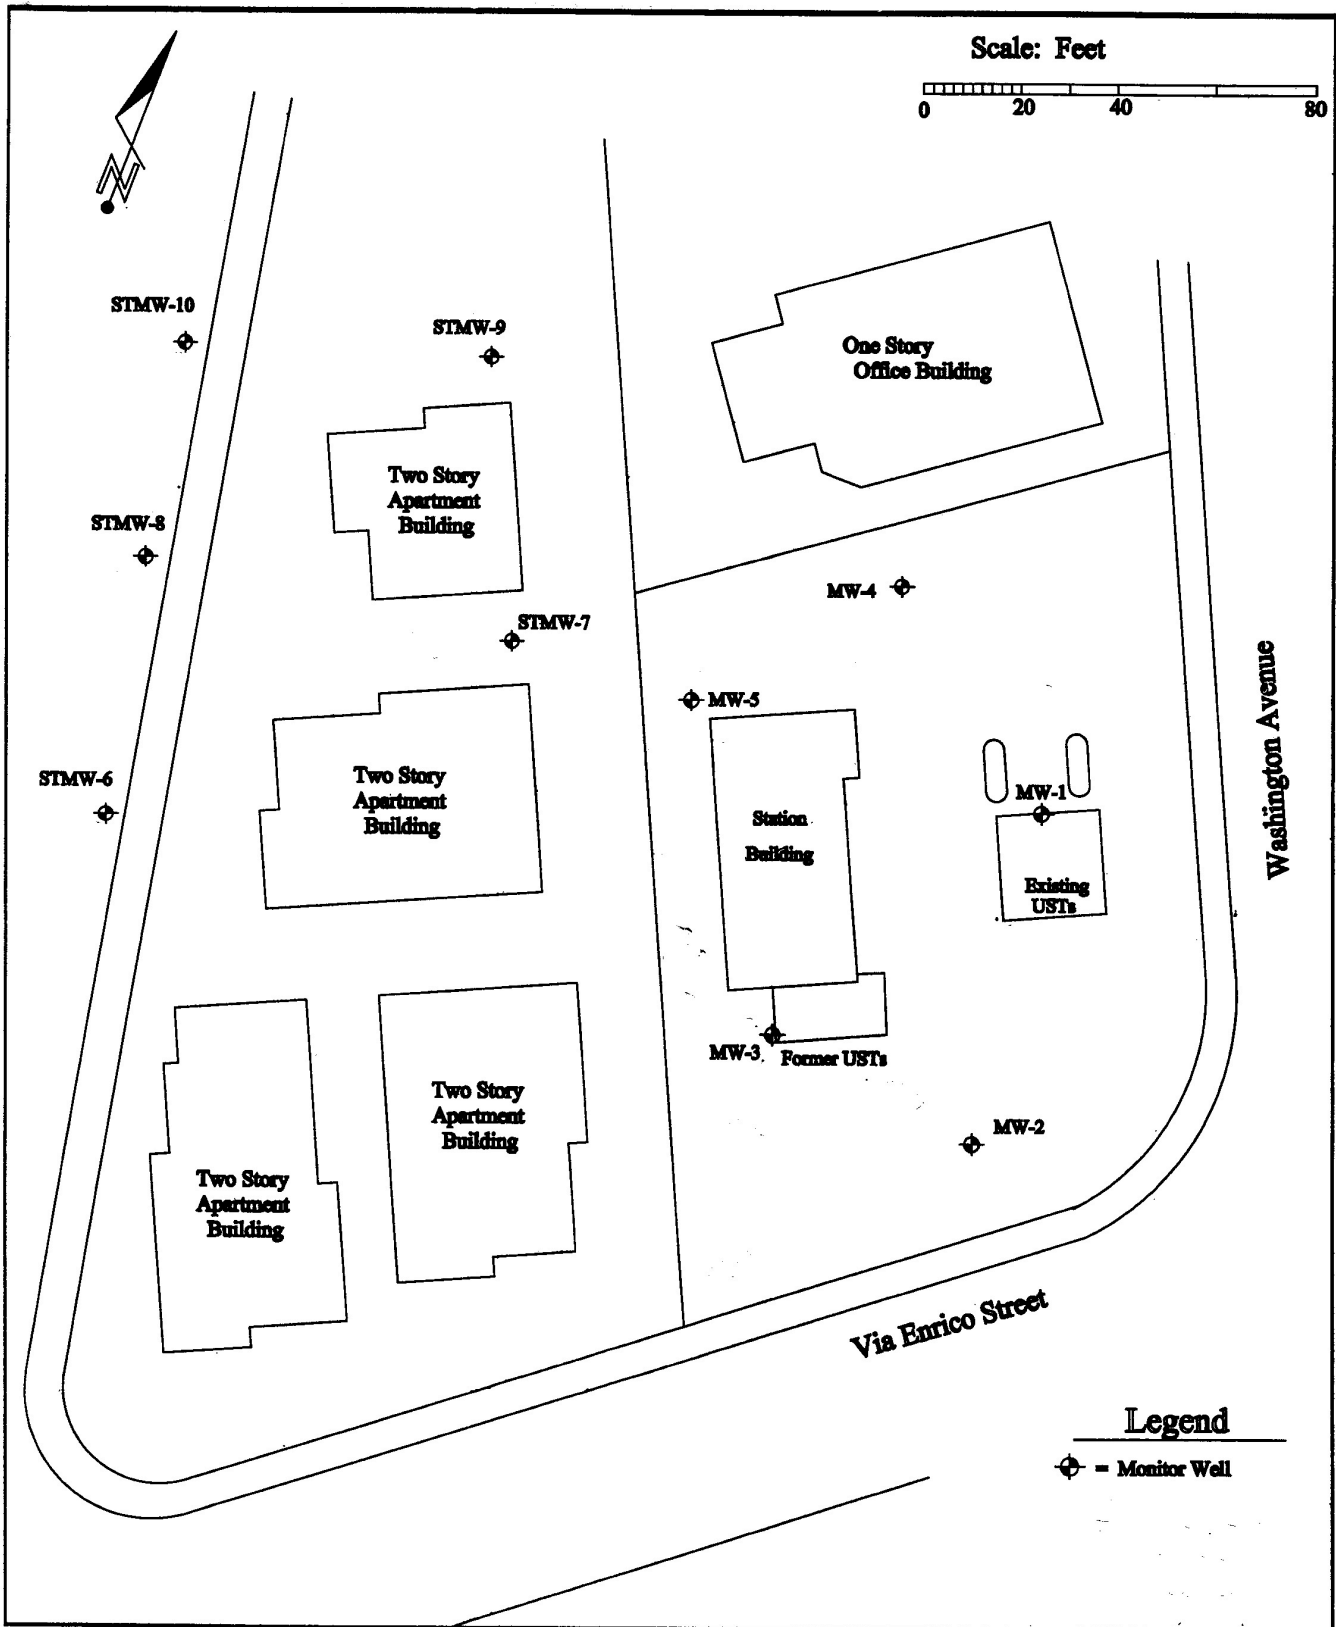 Scale: Feet
0 20 40 80
N
STMW-10
STMW-9
One Story
Office Building
Two Story
Apartment
Building
STMW-8
MW-4
STMW-7
Washington Avenue
MW-5
STMW-6
Two Story
Apartment
Building
MW-1
Station
Building
Existing
USTs
MW-3
Former USTs
Two Story
Apartment
Building
MW-2
Two Story
Apartment
Building
Via Enrico Street
Legend
= Monitor Well